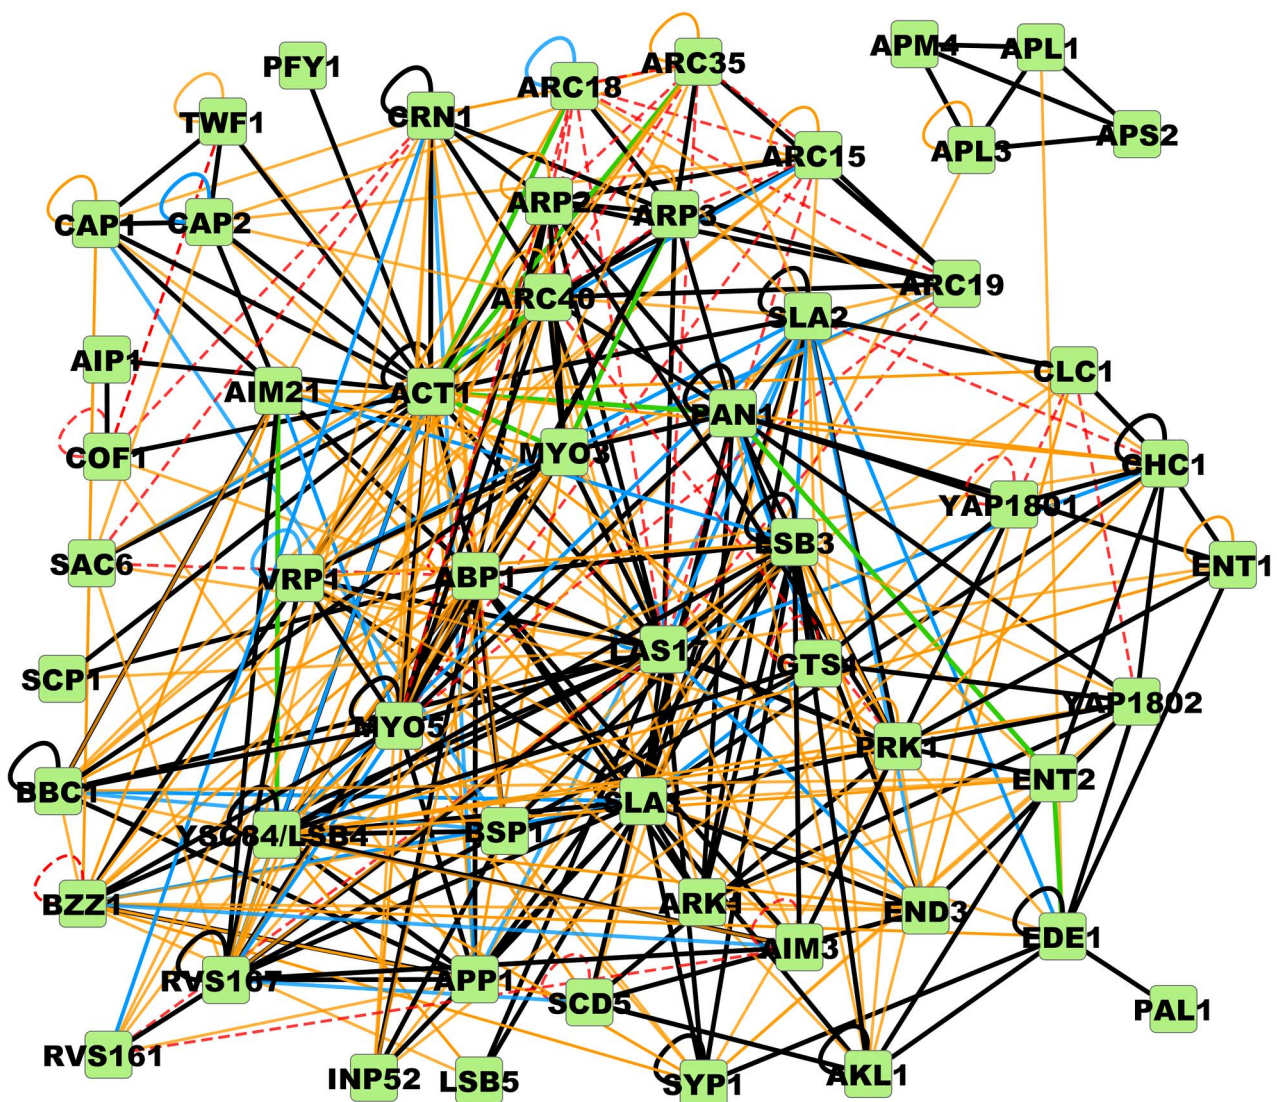 APM4
APL1
PFY1
ARC35
ARC18
TWF1
CRN1
APS2
APL3
ARC15
CAP1
CAP2
ARP2
ARP3
ARC19
ARC40
SLA2
AIP1
AIM21
ACT1
CLC1
PAN1
COF1
MYO3
CHC1
YAP1801
SAC6
VRP1
ABP1
LSB3
ENT1
SCP1
LAS17
GTS1
YAP1802
MYO5
PRK1
BBC1
YSC84/LSB4
BSP1
SLA1
ENT2
BZZ1
ARK1
END3
AIM3
EDE1
RVS167
APP1
SCD5
PAL1
RVS161
INP52
LSB5
SYP1
AKL1